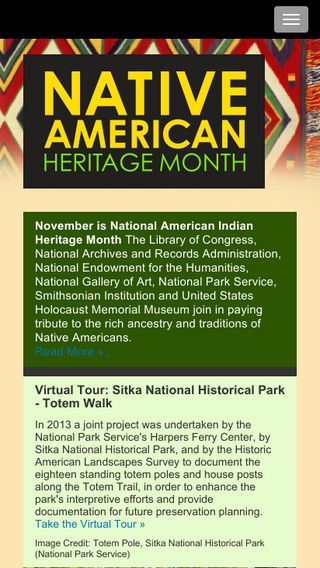 NATIVE
AMERICAN
HERITAGE MONTH
November is National American Indian
Heritage Month The Library of Congress,
National Archives and Records Administration,
National Endowment for the Humanities,
National Gallery of Art, National Park Service,
Smithsonian Institution and United States
Holocaust Memorial Museum join in paying
tribute to the rich ancestry and traditions of
Native Americans.
Read More »
Virtual Tour: Sitka National Historical Park
- Totem Walk
In 2013 a joint project was undertaken by the
National Park Service's Harpers Ferry Center, by
Sitka National Historical Park, and by the Historic
American Landscapes Survey to document the
eighteen standing totem poles and house posts
along the Totem Trail, in order to enhance the
park's interpretive efforts and provide
documentation for future preservation planning.
Take the Virtual Tour »
Image Credit: Totem Pole, Sitka National Historical Park
(National Park Service)